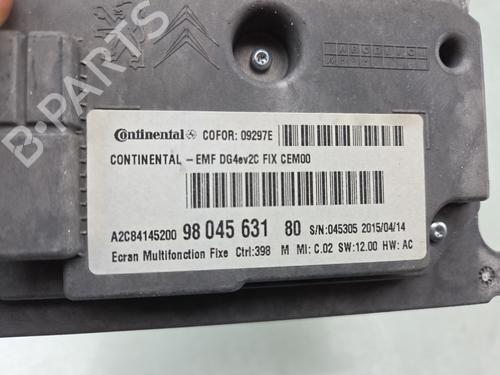 Continental COFOR: 09297E
CONTINENTAL - EMF DG4ev2C FIX CEM00
A2C84145200 98 045 631 80 S/N:045305 2015/04/14
Ecran Multifonction Fixe Ctrl:398 M MI: C.02 SW:12.00 HW: AC
B-PARTS